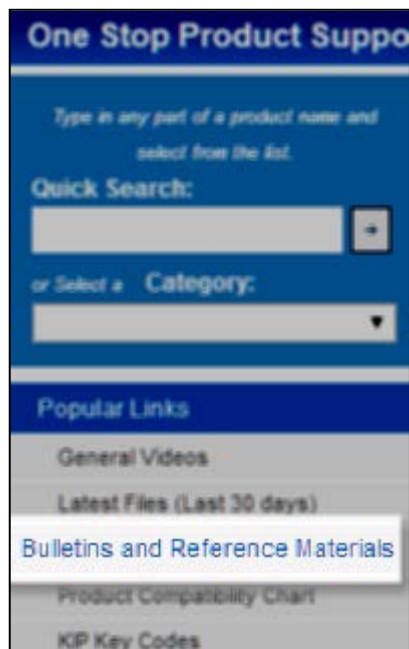 One Stop Product Suppo
Type in any part of a product name and
select from the list.
Quick Search:
or Select a Category:
Popular Links
General Videos
Latest Files (Last 30 days)
Bulletins and Reference Materials
Product Compatibility Chart
KIP Key Codes